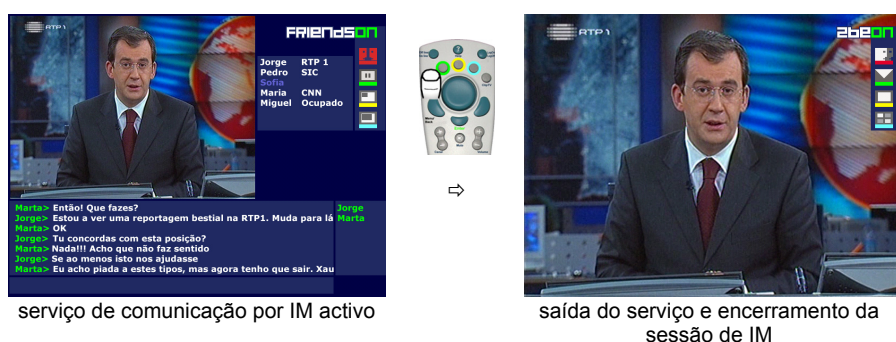 RTP 1
FRIENDSON
Jorge RTP 1
Pedro SIC
Sofia
Maria CNN
Miguel Ocupado
Marta> Então! Que fazes?
Jorge> Estou a ver uma reportagem bestial na RTP1. Muda para lá
Marta> OK
Jorge> Tu concordas com esta posição?
Marta> Nada!!! Acho que não faz sentido
Jorge> Se ao menos isto nos ajudasse
Marta> Eu acho piada a estes tipos, mas agora tenho que sair. Xau
Jorge
Marta
⇨
RTP 1
2BEON
serviço de comunicação por IM activo
saída do serviço e encerramento da
sessão de IM